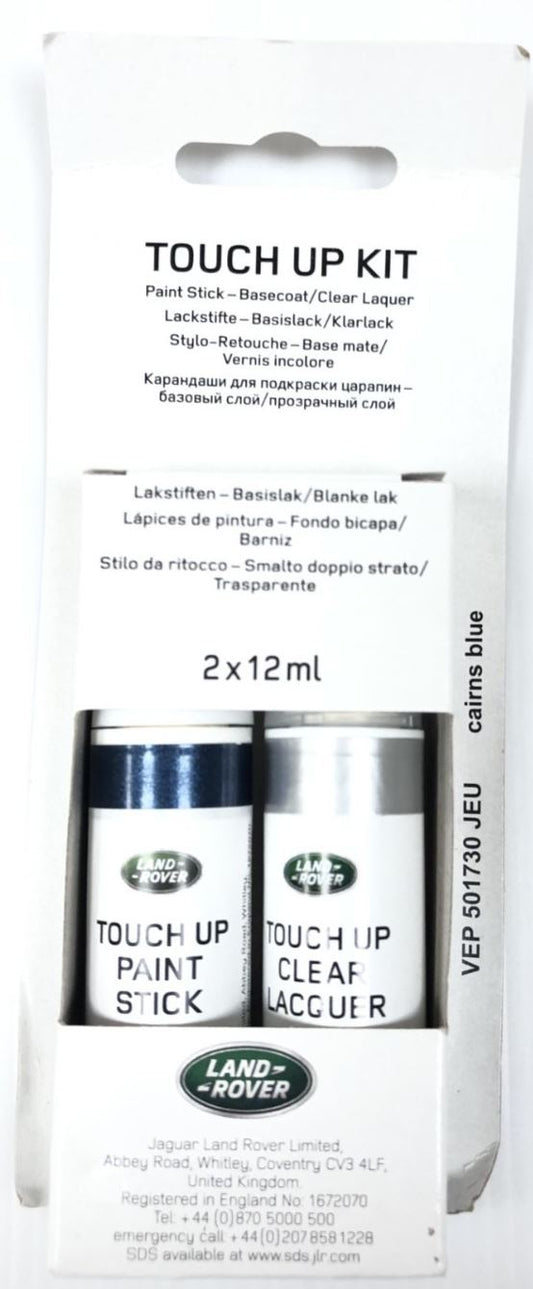 TOUCH UP KIT
Paint Stick – Basecoat/Clear Laquer
Lackstifte – Basislack/Klarlack
Stylo-Retouche – Base mate/
Vernis incolore
Карандаши для подкраски царапин –
базовый слой/прозрачный слой
Lakstiften – Basislak/Blanke lak
Lápices de pintura – Fondo bicapa/
Barniz
Stilo da ritocco – Smalto doppio strato/
Trasparente
2 x 12 ml
VEP 501730 JEU cairns blue
LAND-
-ROVER
TOUCH UP
PAINT
STICK
LAND-
-ROVER
TOUCH UP
CLEAR
LACQUER
LAND-
-ROVER
Jaguar Land Rover Limited,
Abbey Road, Whitley, Coventry CV3 4LF,
United Kingdom.
Registered in England No: 1672070
Tel: +44 (0)870 5000 500
emergency call: +44 (0)207 858 1228
SDS available at www.sds.jlr.com